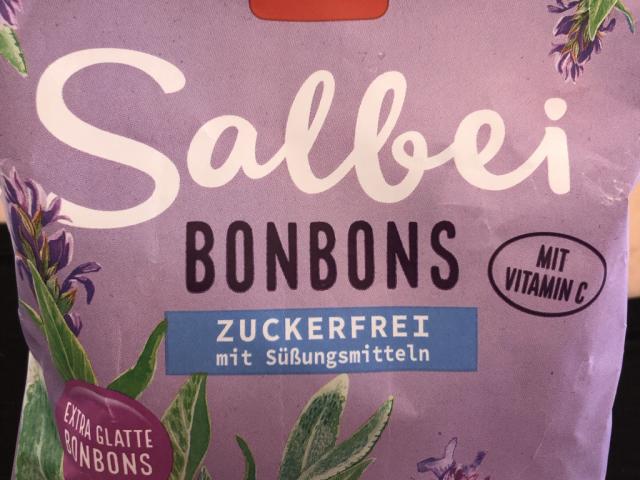 Salbei
BONBONS
MIT
VITAMIN C
ZUCKERFREI
mit Süßungsmitteln
EXTRA GLATTE
BONBONS